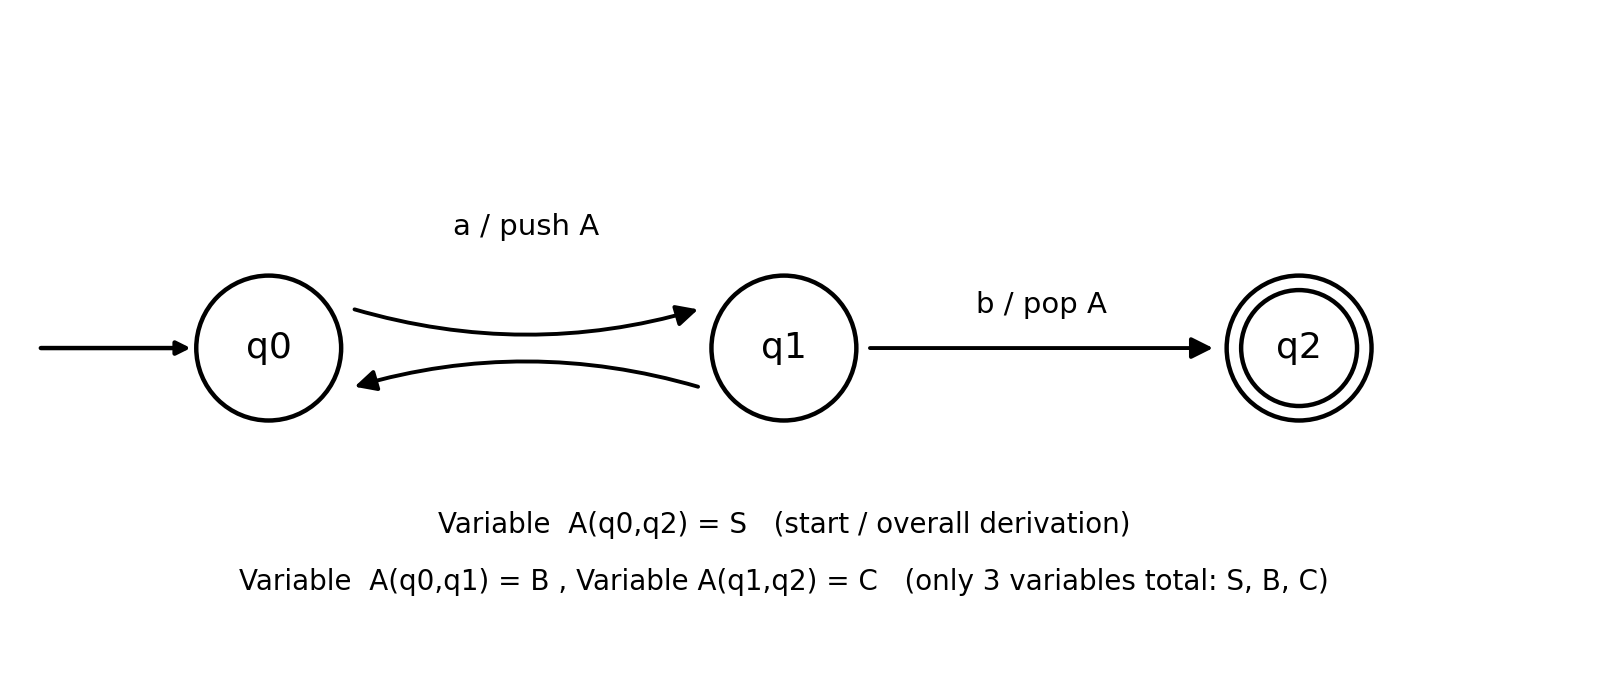 a / push A
b / pop A
q0
q1
q2
Variable  A(q0,q2) = S   (start / overall derivation)
Variable  A(q0,q1) = B , Variable A(q1,q2) = C   (only 3 variables total: S, B, C)